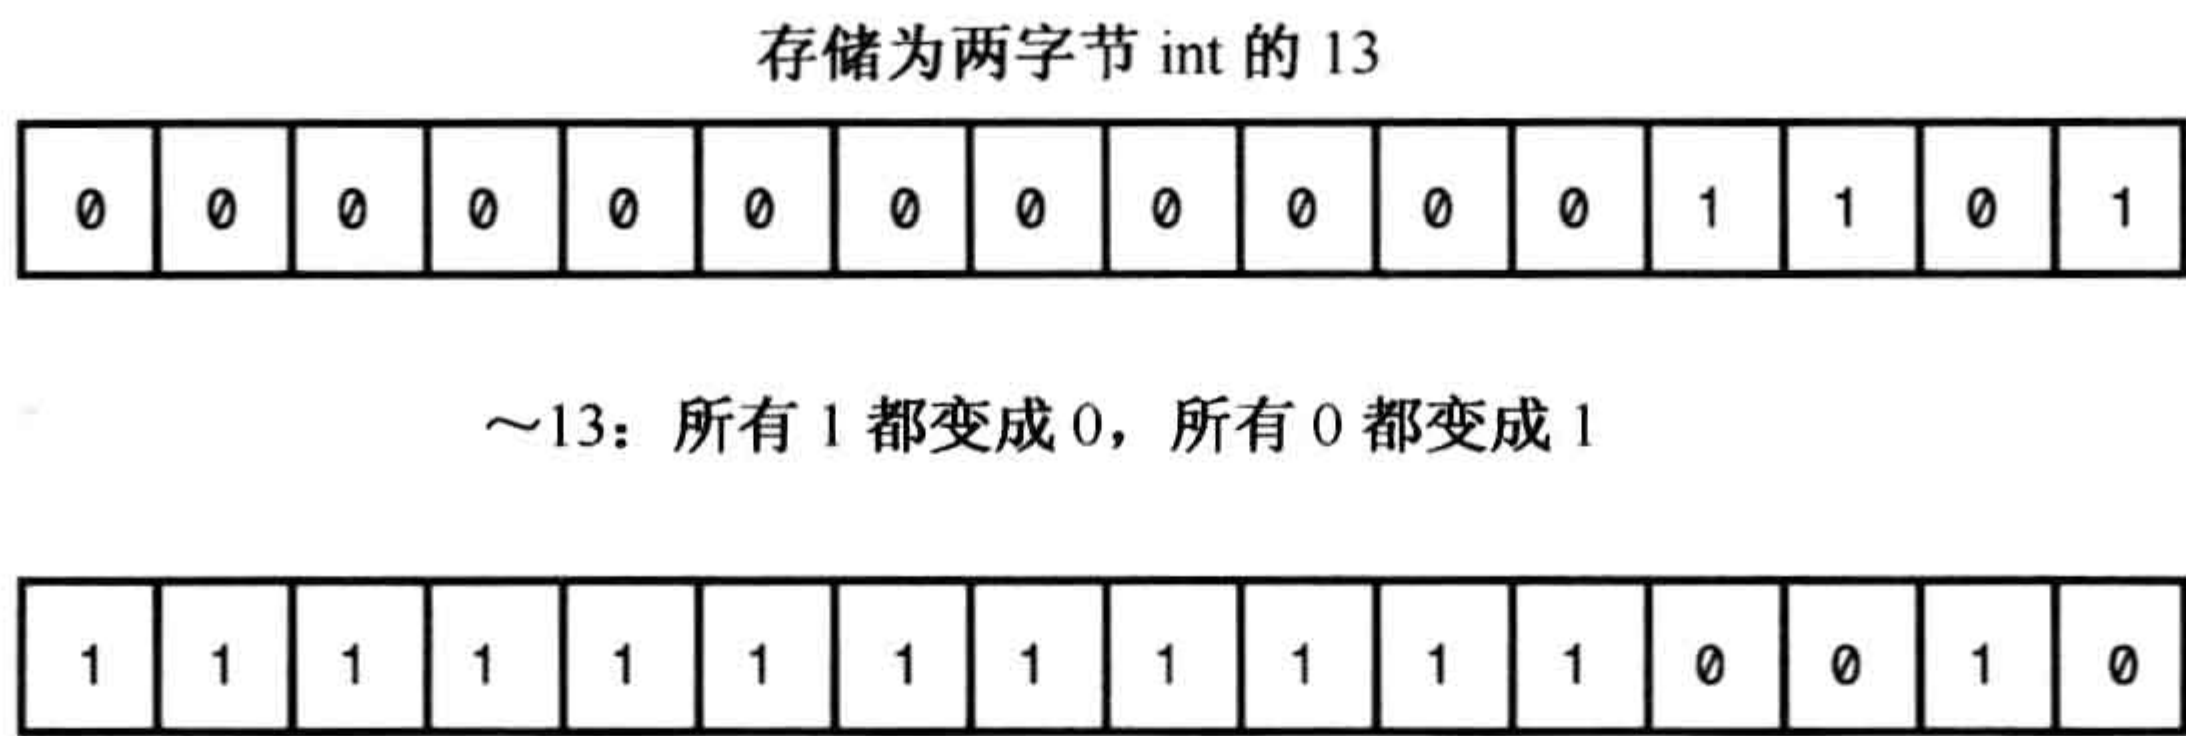 存储为两字节 int 的 13
0 0 0 0 0 0 0 0 0 0 0 0 1 1 0 1
～13：所有 1 都变成 0，所有 0 都变成 1
1 1 1 1 1 1 1 1 1 1 1 1 0 0 1 0